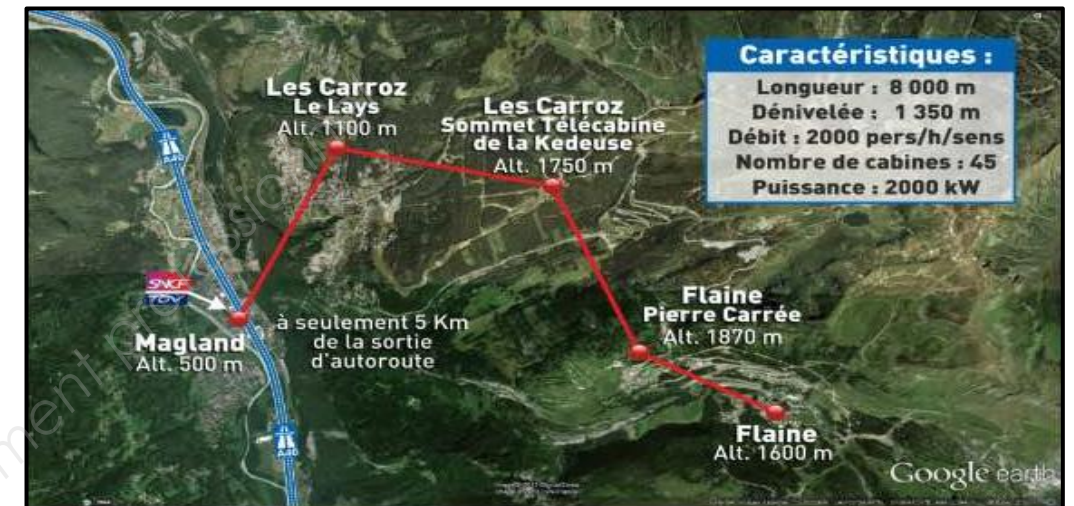 Caractéristiques :
Longueur : 8 000 m
Dénivelée : 1 350 m
Débit : 2000 pers/h/sens
Nombre de cabines : 45
Puissance : 2000 kW
Les Carroz
Le Lays
Alt. 1100 m
Les Carroz
Sommet Télécabine
de la Kedeuse
Alt. 1750 m
A40
SNCF
TGV
Magland
Alt. 500 m
à seulement 5 Km
de la sortie
d'autoroute
Flaine
Pierre Carrée
Alt. 1870 m
Flaine
Alt. 1600 m
A40
Google earth